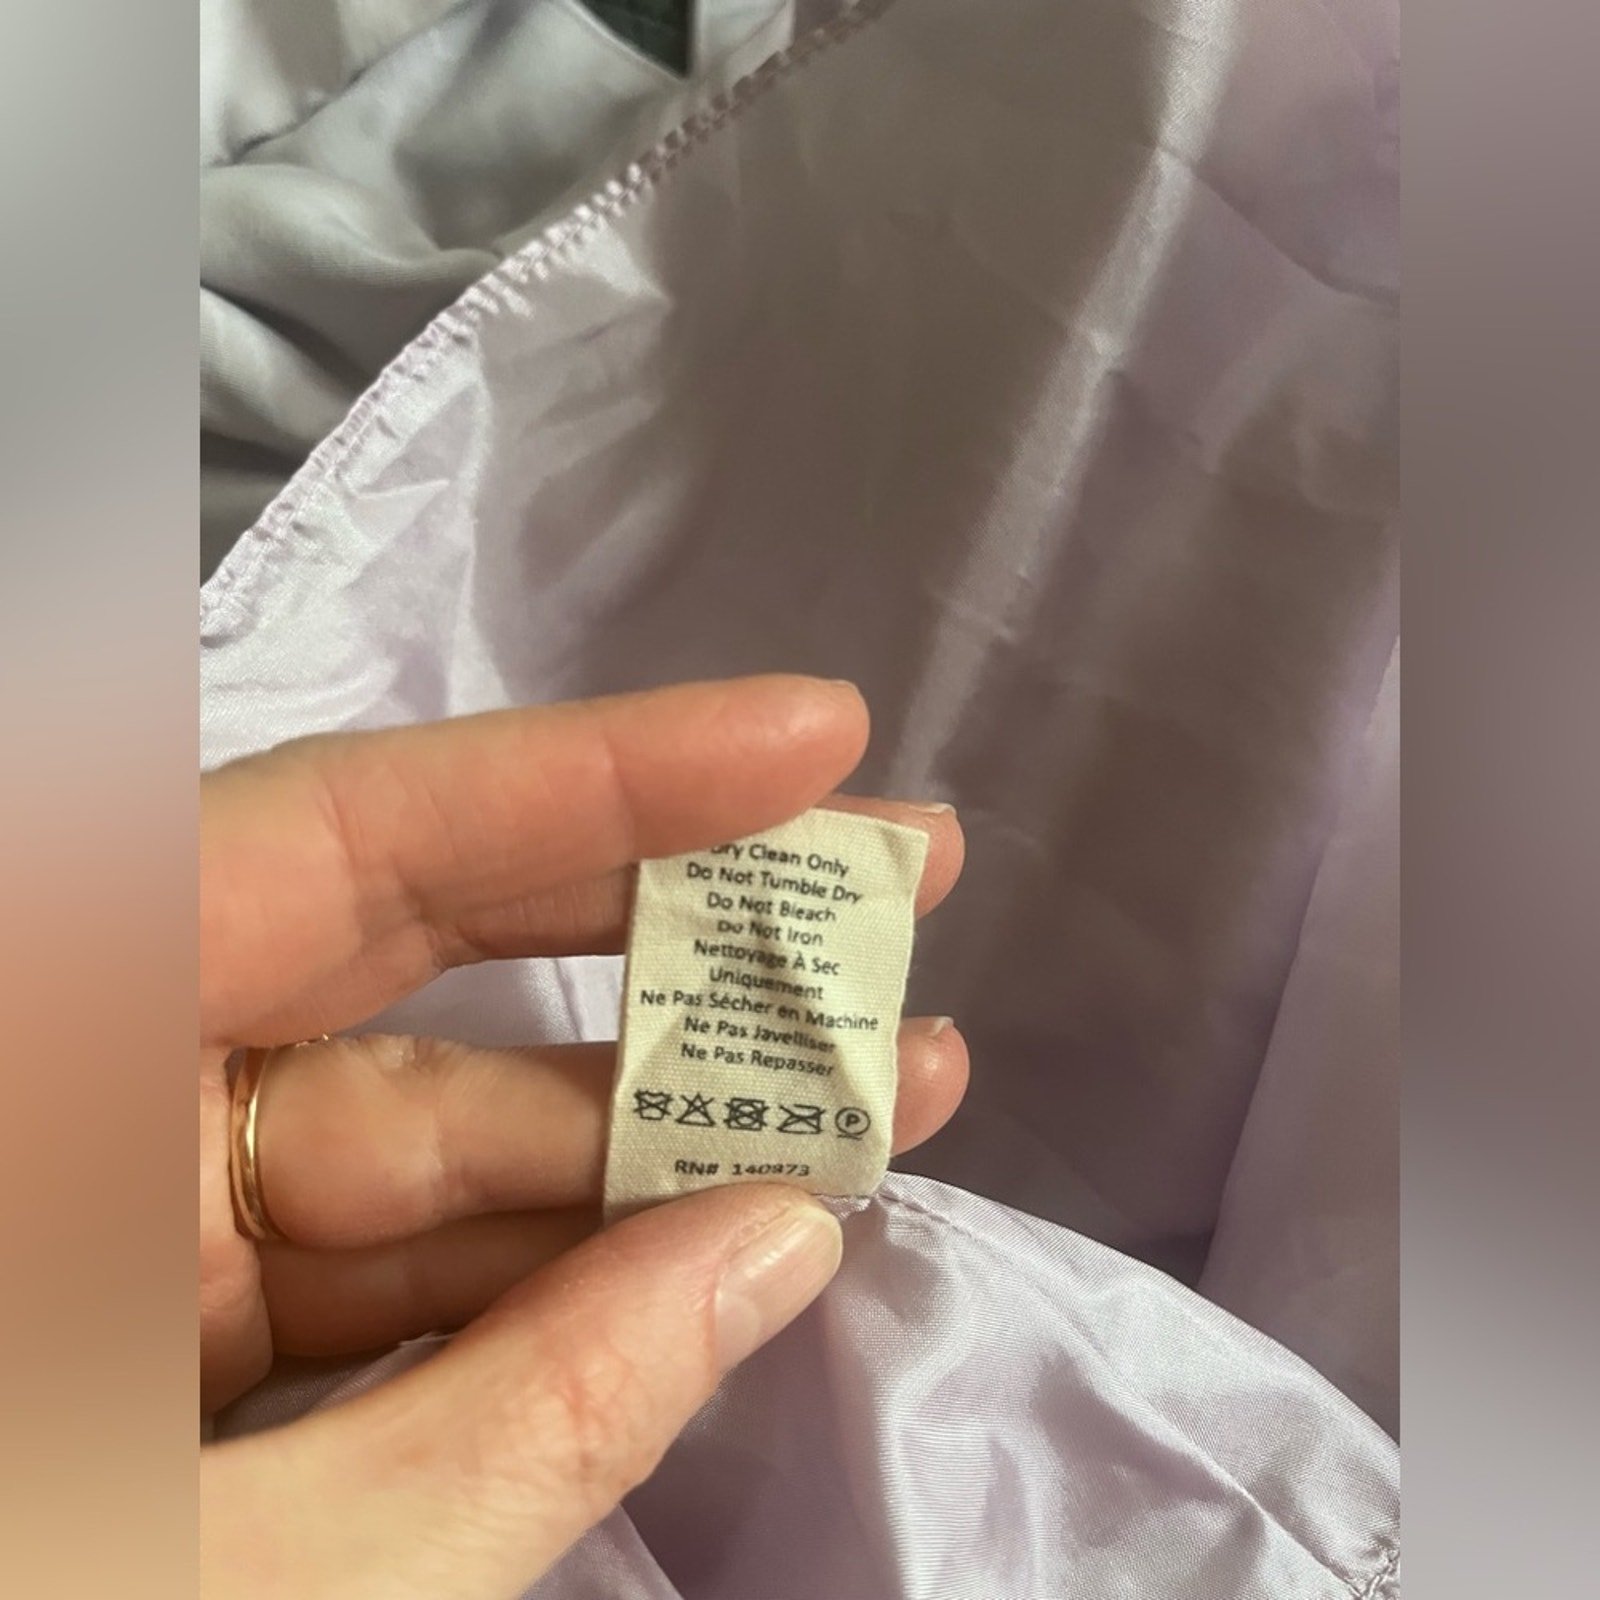 Dry Clean Only
Do Not Tumble Dry
Do Not Bleach
Do Not Iron
Nettoyage À Sec
Uniquement
Ne Pas Sécher en Machine
Ne Pas Javelliser
Ne Pas Repasser
P
RN# 140873